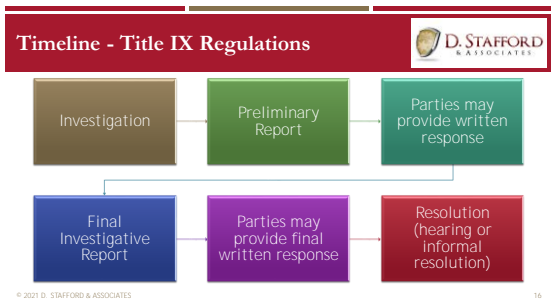 Timeline - Title IX Regulations
D. STAFFORD
& ASSOCIATES
Investigation
Preliminary
Report
Parties may
provide written
response
Final
Investigative
Report
Parties may
provide final
written response
Resolution
(hearing or
informal
resolution)
© 2021 D. STAFFORD & ASSOCIATES
16